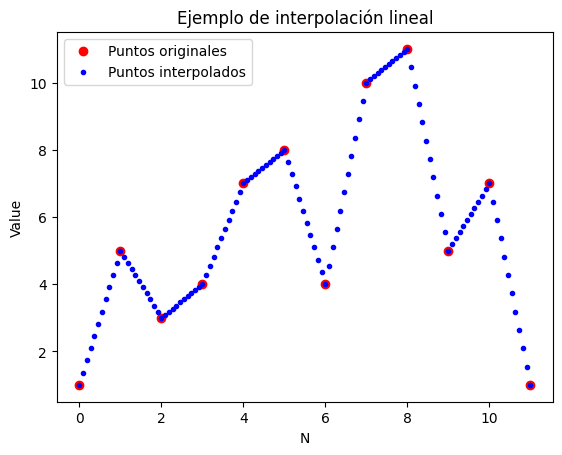 Ejemplo de interpolación lineal
Puntos originales
Puntos interpolados
Value
10
8
6
4
2
0
2
4
6
8
10
N